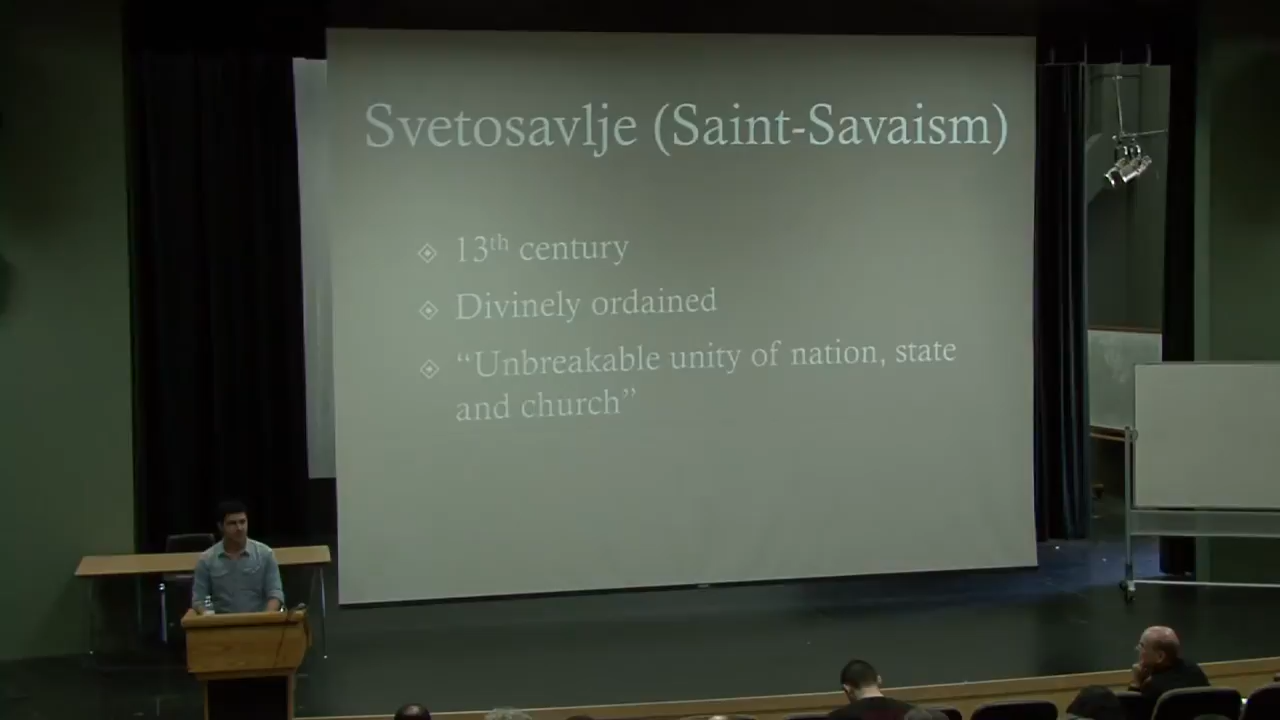 Svetosavlje (Saint-Savaism)
13th century
Divinely ordained
“Unbreakable unity of nation, state
and church”